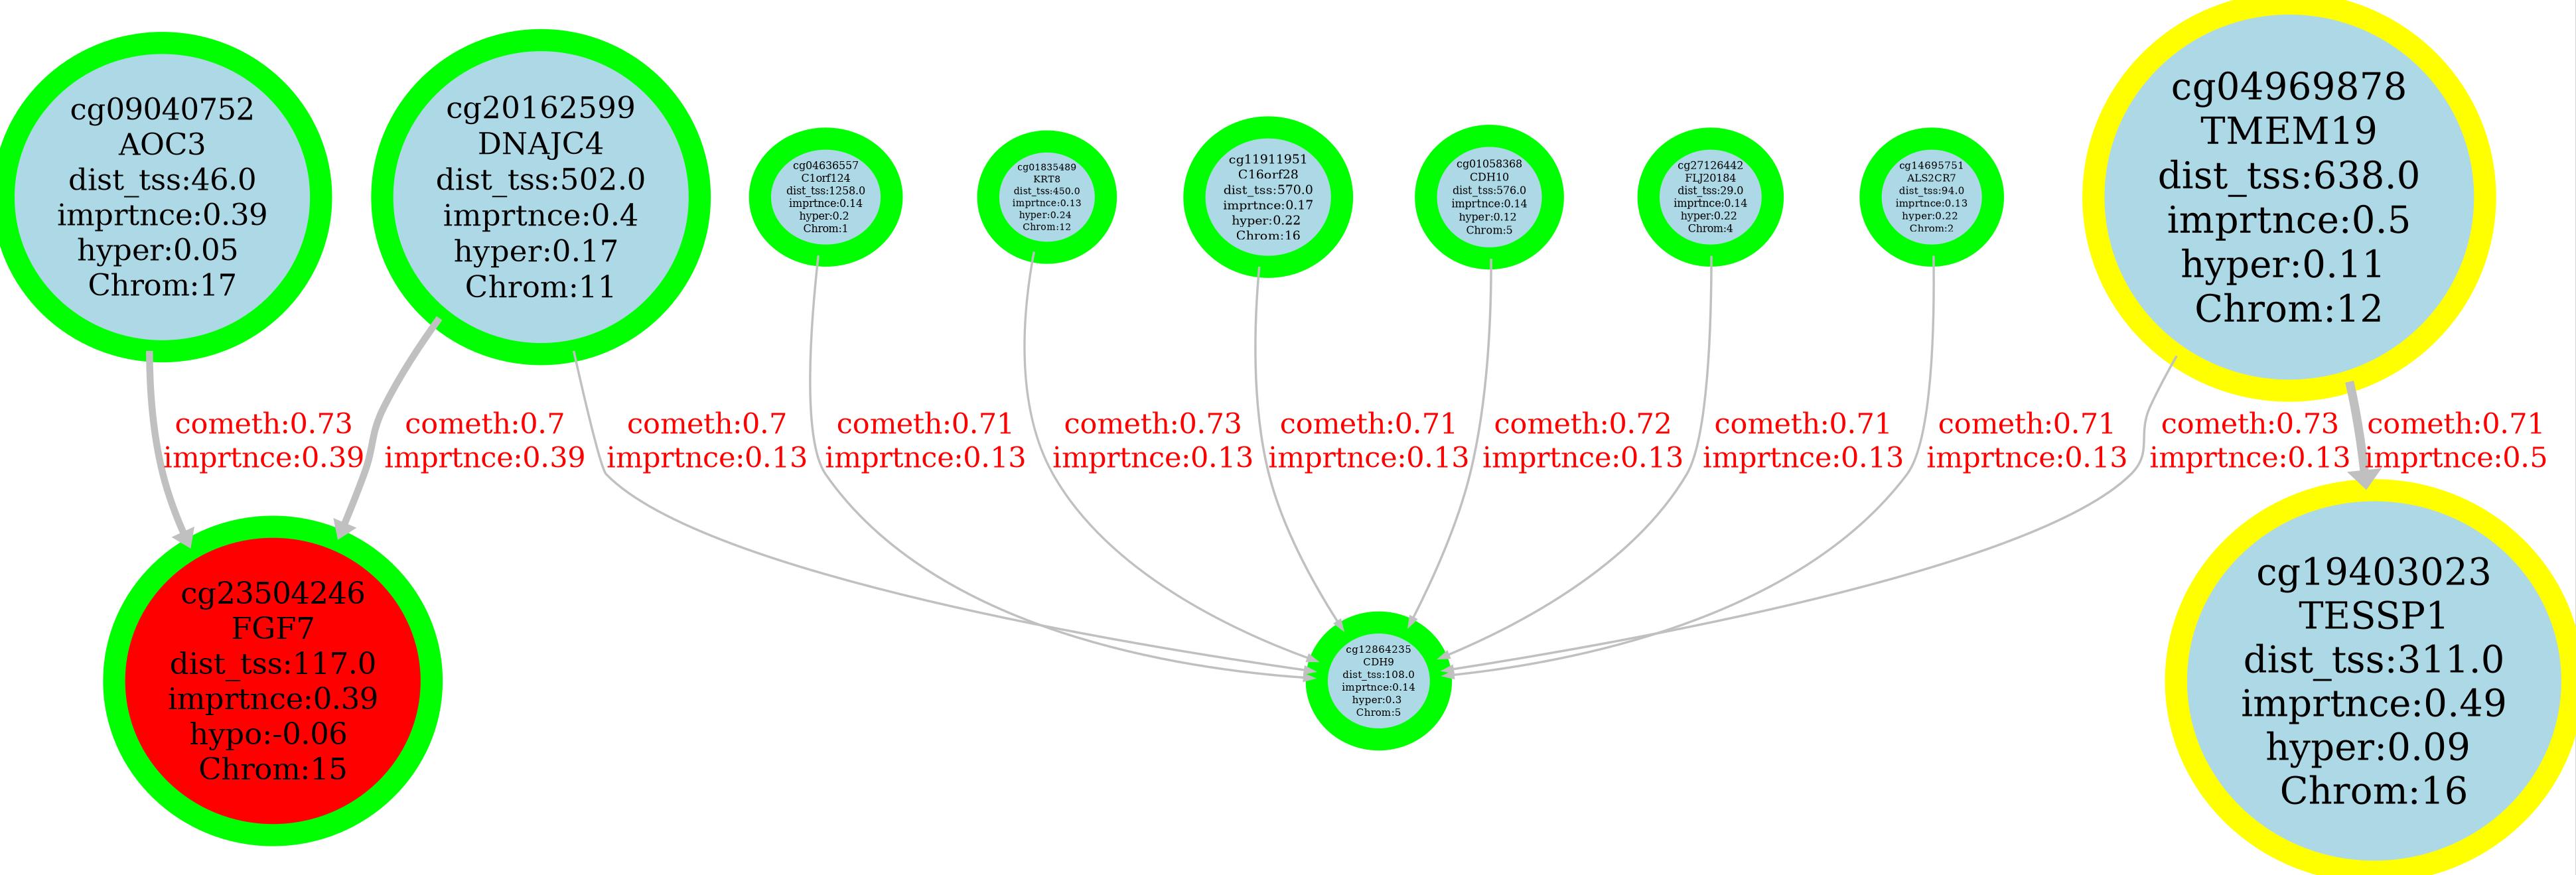 cg09040752
AOC3
dist_tss:46.0
imprtnce:0.39
hyper:0.05
Chrom:17
cg20162599
DNAJC4
dist_tss:502.0
imprtnce:0.4
hyper:0.17
Chrom:11
cg04636557
C1orf124
dist_tss:1258.0
imprtnce:0.14
hyper:0.2
Chrom:1
cg01835489
KRT8
dist_tss:450.0
imprtnce:0.13
hyper:0.24
Chrom:12
cg11911951
C16orf28
dist_tss:570.0
imprtnce:0.17
hyper:0.22
Chrom:16
cg01058368
CDH10
dist_tss:576.0
imprtnce:0.14
hyper:0.12
Chrom:5
cg27126442
FLJ20184
dist_tss:29.0
imprtnce:0.14
hyper:0.22
Chrom:4
cg14695751
ALS2CR7
dist_tss:94.0
imprtnce:0.13
hyper:0.22
Chrom:2
cg04969878
TMEM19
dist_tss:638.0
imprtnce:0.5
hyper:0.11
Chrom:12
cometh:0.73
imprtnce:0.39
cometh:0.7
imprtnce:0.39
cometh:0.7
imprtnce:0.13
cometh:0.71
imprtnce:0.13
cometh:0.73
imprtnce:0.13
cometh:0.71
imprtnce:0.13
cometh:0.72
imprtnce:0.13
cometh:0.71
imprtnce:0.13
cometh:0.71
imprtnce:0.13
cometh:0.73
imprtnce:0.13
cometh:0.71
imprtnce:0.5
cg23504246
FGF7
dist_tss:117.0
imprtnce:0.39
hypo:-0.06
Chrom:15
cg12864235
CDH9
dist_tss:108.0
imprtnce:0.14
hyper:0.3
Chrom:5
cg19403023
TESSP1
dist_tss:311.0
imprtnce:0.49
hyper:0.09
Chrom:16